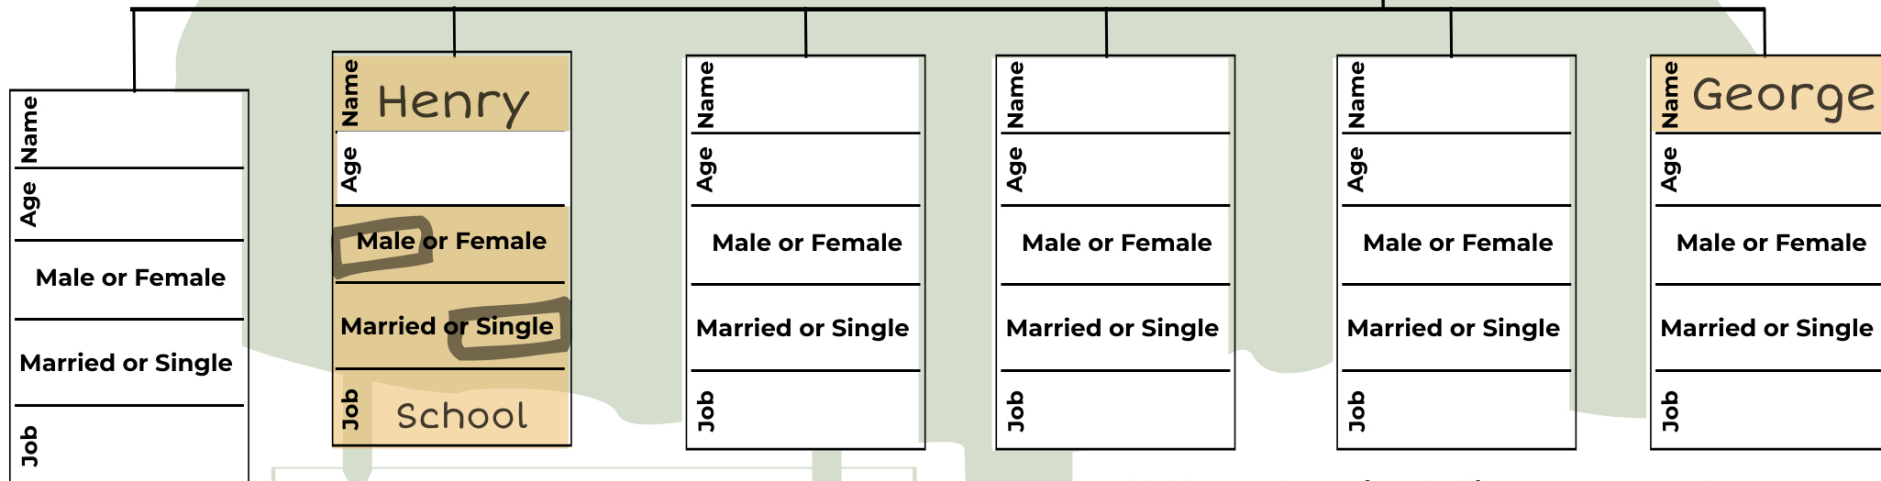 Name
Age
Male or Female
Married or Single
Job
Name Henry
Age
Male or Female
Married or Single
Job School
Name
Age
Male or Female
Married or Single
Job
Name
Age
Male or Female
Married or Single
Job
Name
Age
Male or Female
Married or Single
Job
Name George
Age
Male or Female
Married or Single
Job